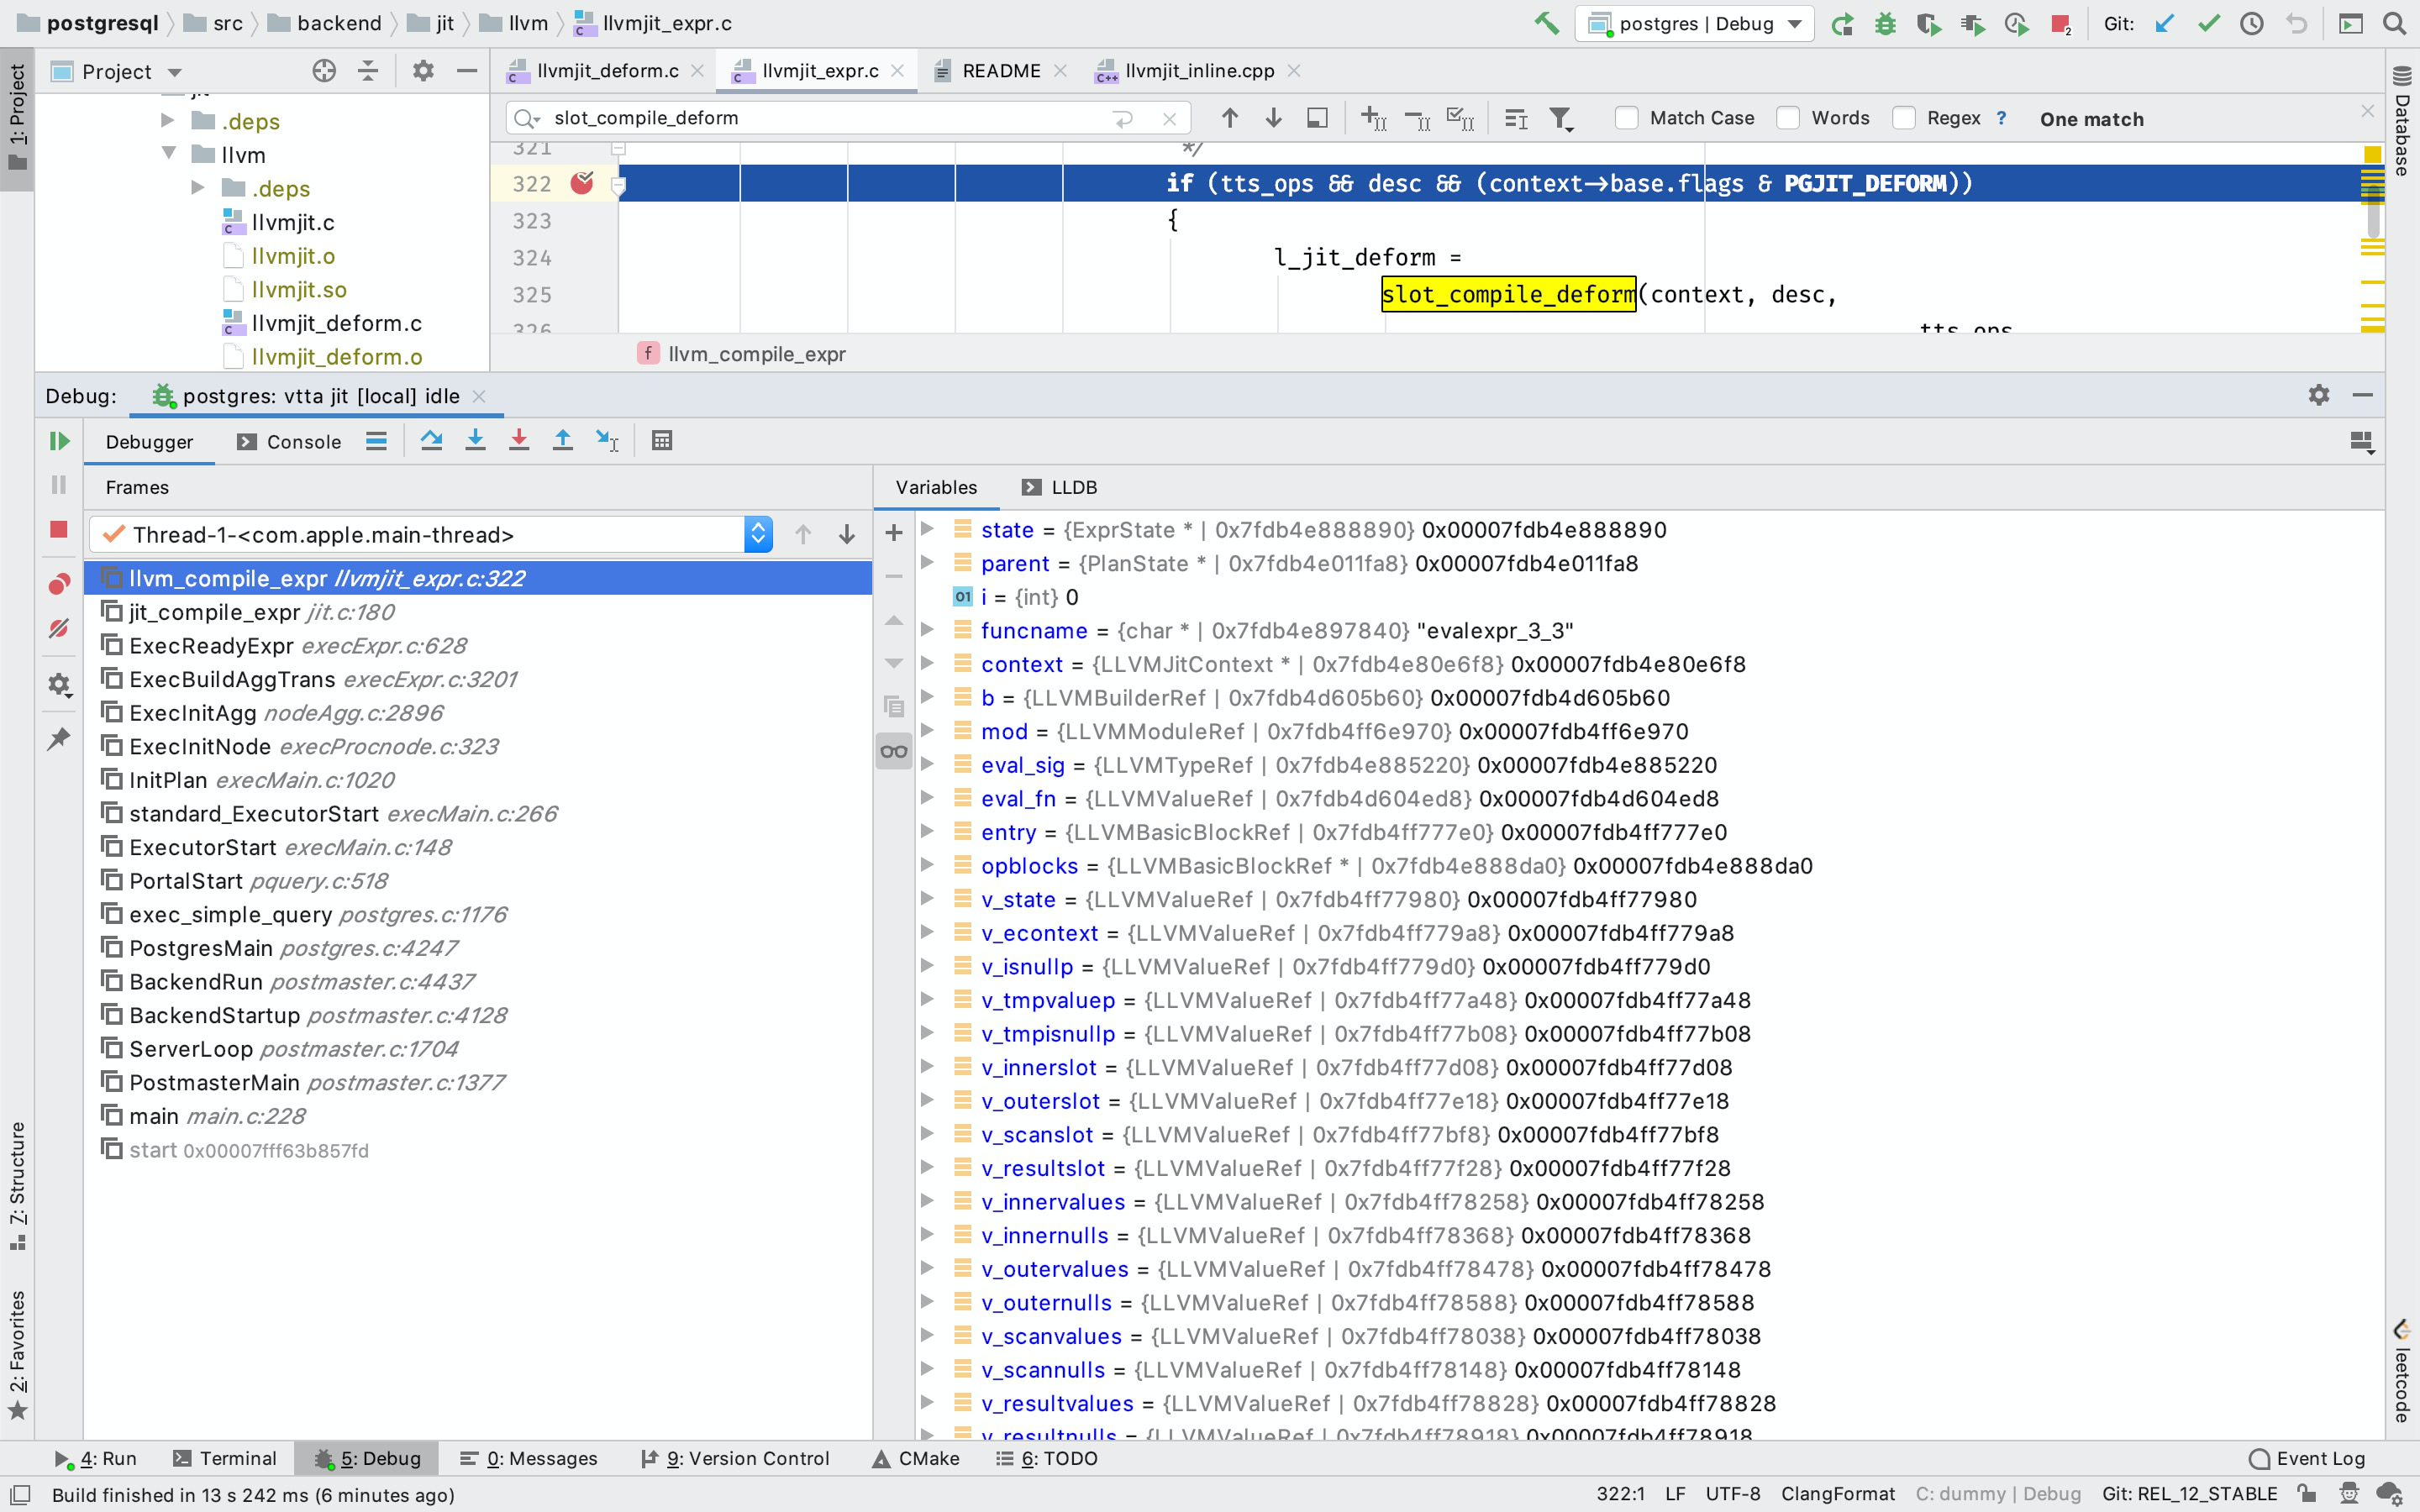 postgresql src backend jit llvm llvmjit_expr.c postgres | Debug 2 Git:
1: Project
Project
llvmjit_deform.c llvmjit_expr.c README llvmjit_inline.cpp
Database
.deps
llvm
.deps
llvmjit.c
llvmjit.o
llvmjit.so
llvmjit_deform.c
llvmjit_deform.o
slot_compile_deform Match Case Words Regex ? One match
321 */
322 if (tts_ops && desc && (context->base.flags & PGJIT_DEFORM))
323 {
324 l_jit_deform =
325 slot_compile_deform(context, desc,
326 tts_ops
f llvm_compile_expr
Debug: postgres: vtta jit [local] idle
Debugger Console
Frames
Thread-1-<com.apple.main-thread>
llvm_compile_expr llvmjit_expr.c:322
jit_compile_expr jit.c:180
ExecReadyExpr execExpr.c:628
ExecBuildAggTrans execExpr.c:3201
ExecInitAgg nodeAgg.c:2896
ExecInitNode execProcnode.c:323
InitPlan execMain.c:1020
standard_ExecutorStart execMain.c:266
ExecutorStart execMain.c:148
PortalStart pquery.c:518
exec_simple_query postgres.c:1176
PostgresMain postgres.c:4247
BackendRun postmaster.c:4437
BackendStartup postmaster.c:4128
ServerLoop postmaster.c:1704
PostmasterMain postmaster.c:1377
main main.c:228
start 0x00007fff63b857fd
Variables LLDB
state = {ExprState * | 0x7fdb4e888890} 0x00007fdb4e888890
parent = {PlanState * | 0x7fdb4e011fa8} 0x00007fdb4e011fa8
01 i = {int} 0
funcname = {char * | 0x7fdb4e897840} "evalexpr_3_3"
context = {LLVMJitContext * | 0x7fdb4e80e6f8} 0x00007fdb4e80e6f8
b = {LLVMBuilderRef | 0x7fdb4d605b60} 0x00007fdb4d605b60
mod = {LLVMModuleRef | 0x7fdb4ff6e970} 0x00007fdb4ff6e970
eval_sig = {LLVMTypeRef | 0x7fdb4e885220} 0x00007fdb4e885220
eval_fn = {LLVMValueRef | 0x7fdb4d604ed8} 0x00007fdb4d604ed8
entry = {LLVMBasicBlockRef | 0x7fdb4ff777e0} 0x00007fdb4ff777e0
opblocks = {LLVMBasicBlockRef * | 0x7fdb4e888da0} 0x00007fdb4e888da0
v_state = {LLVMValueRef | 0x7fdb4ff77980} 0x00007fdb4ff77980
v_econtext = {LLVMValueRef | 0x7fdb4ff779a8} 0x00007fdb4ff779a8
v_isnullp = {LLVMValueRef | 0x7fdb4ff779d0} 0x00007fdb4ff779d0
v_tmpvaluep = {LLVMValueRef | 0x7fdb4ff77a48} 0x00007fdb4ff77a48
v_tmpisnullp = {LLVMValueRef | 0x7fdb4ff77b08} 0x00007fdb4ff77b08
v_innerslot = {LLVMValueRef | 0x7fdb4ff77d08} 0x00007fdb4ff77d08
v_outerslot = {LLVMValueRef | 0x7fdb4ff77e18} 0x00007fdb4ff77e18
v_scanslot = {LLVMValueRef | 0x7fdb4ff77bf8} 0x00007fdb4ff77bf8
v_resultslot = {LLVMValueRef | 0x7fdb4ff77f28} 0x00007fdb4ff77f28
v_innervalues = {LLVMValueRef | 0x7fdb4ff78258} 0x00007fdb4ff78258
v_innernulls = {LLVMValueRef | 0x7fdb4ff78368} 0x00007fdb4ff78368
v_outervalues = {LLVMValueRef | 0x7fdb4ff78478} 0x00007fdb4ff78478
v_outernulls = {LLVMValueRef | 0x7fdb4ff78588} 0x00007fdb4ff78588
v_scanvalues = {LLVMValueRef | 0x7fdb4ff78038} 0x00007fdb4ff78038
v_scannulls = {LLVMValueRef | 0x7fdb4ff78148} 0x00007fdb4ff78148
v_resultvalues = {LLVMValueRef | 0x7fdb4ff78828} 0x00007fdb4ff78828
v_resultnulls = {LLVMValueRef | 0x7fdb4ff78918} 0x00007fdb4ff78918
7: Structure
2: Favorites
leetcode
4: Run Terminal 5: Debug 0: Messages 9: Version Control CMake 6: TODO Event Log
Build finished in 13 s 242 ms (6 minutes ago) 322:1 LF UTF-8 ClangFormat C: dummy | Debug Git: REL_12_STABLE